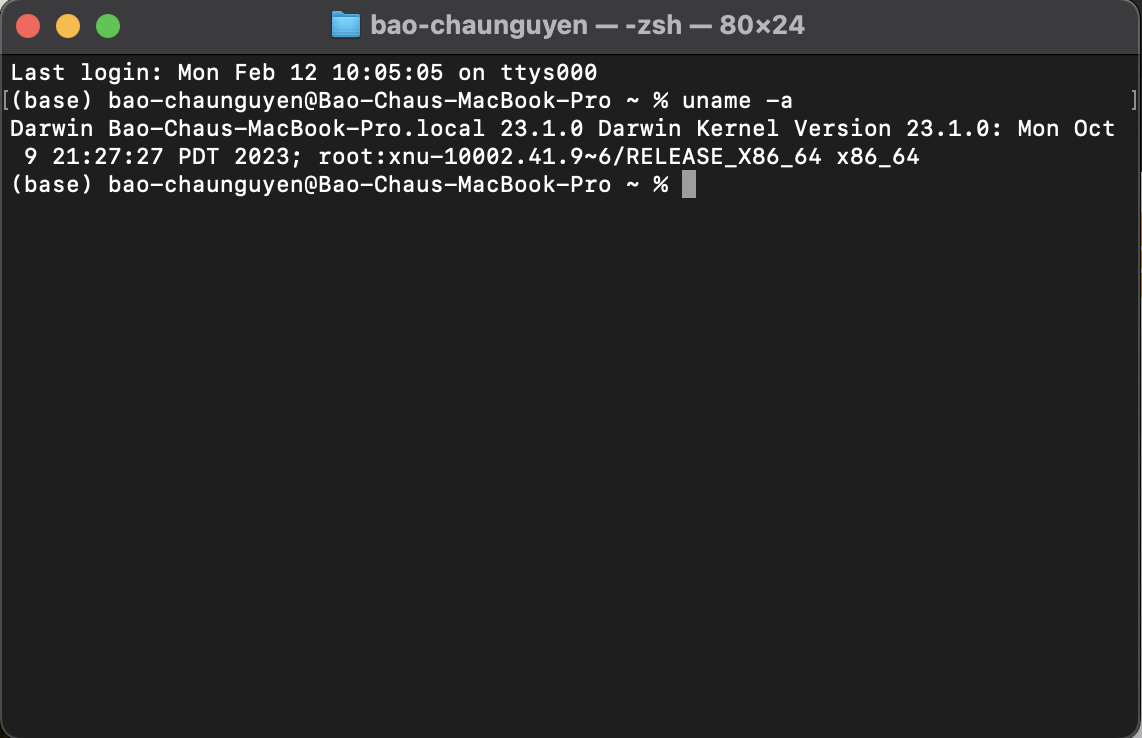 bao-chaunguyen — -zsh — 80×24
Last login: Mon Feb 12 10:05:05 on ttys000
[(base) bao-chaunguyen@Bao-Chaus-MacBook-Pro ~ % uname -a ]
Darwin Bao-Chaus-MacBook-Pro.local 23.1.0 Darwin Kernel Version 23.1.0: Mon Oct
 9 21:27:27 PDT 2023; root:xnu-10002.41.9~6/RELEASE_X86_64 x86_64
(base) bao-chaunguyen@Bao-Chaus-MacBook-Pro ~ %